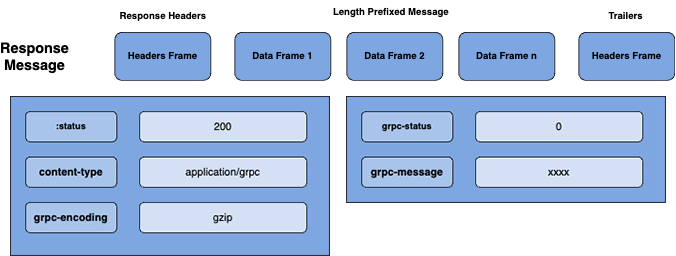 Response Headers
Length Prefixed Message
Trailers
Response
Message
Headers Frame
Data Frame 1
Data Frame 2
Data Frame n
Headers Frame
:status
200
content-type
application/grpc
grpc-encoding
gzip
grpc-status
0
grpc-message
xxxx